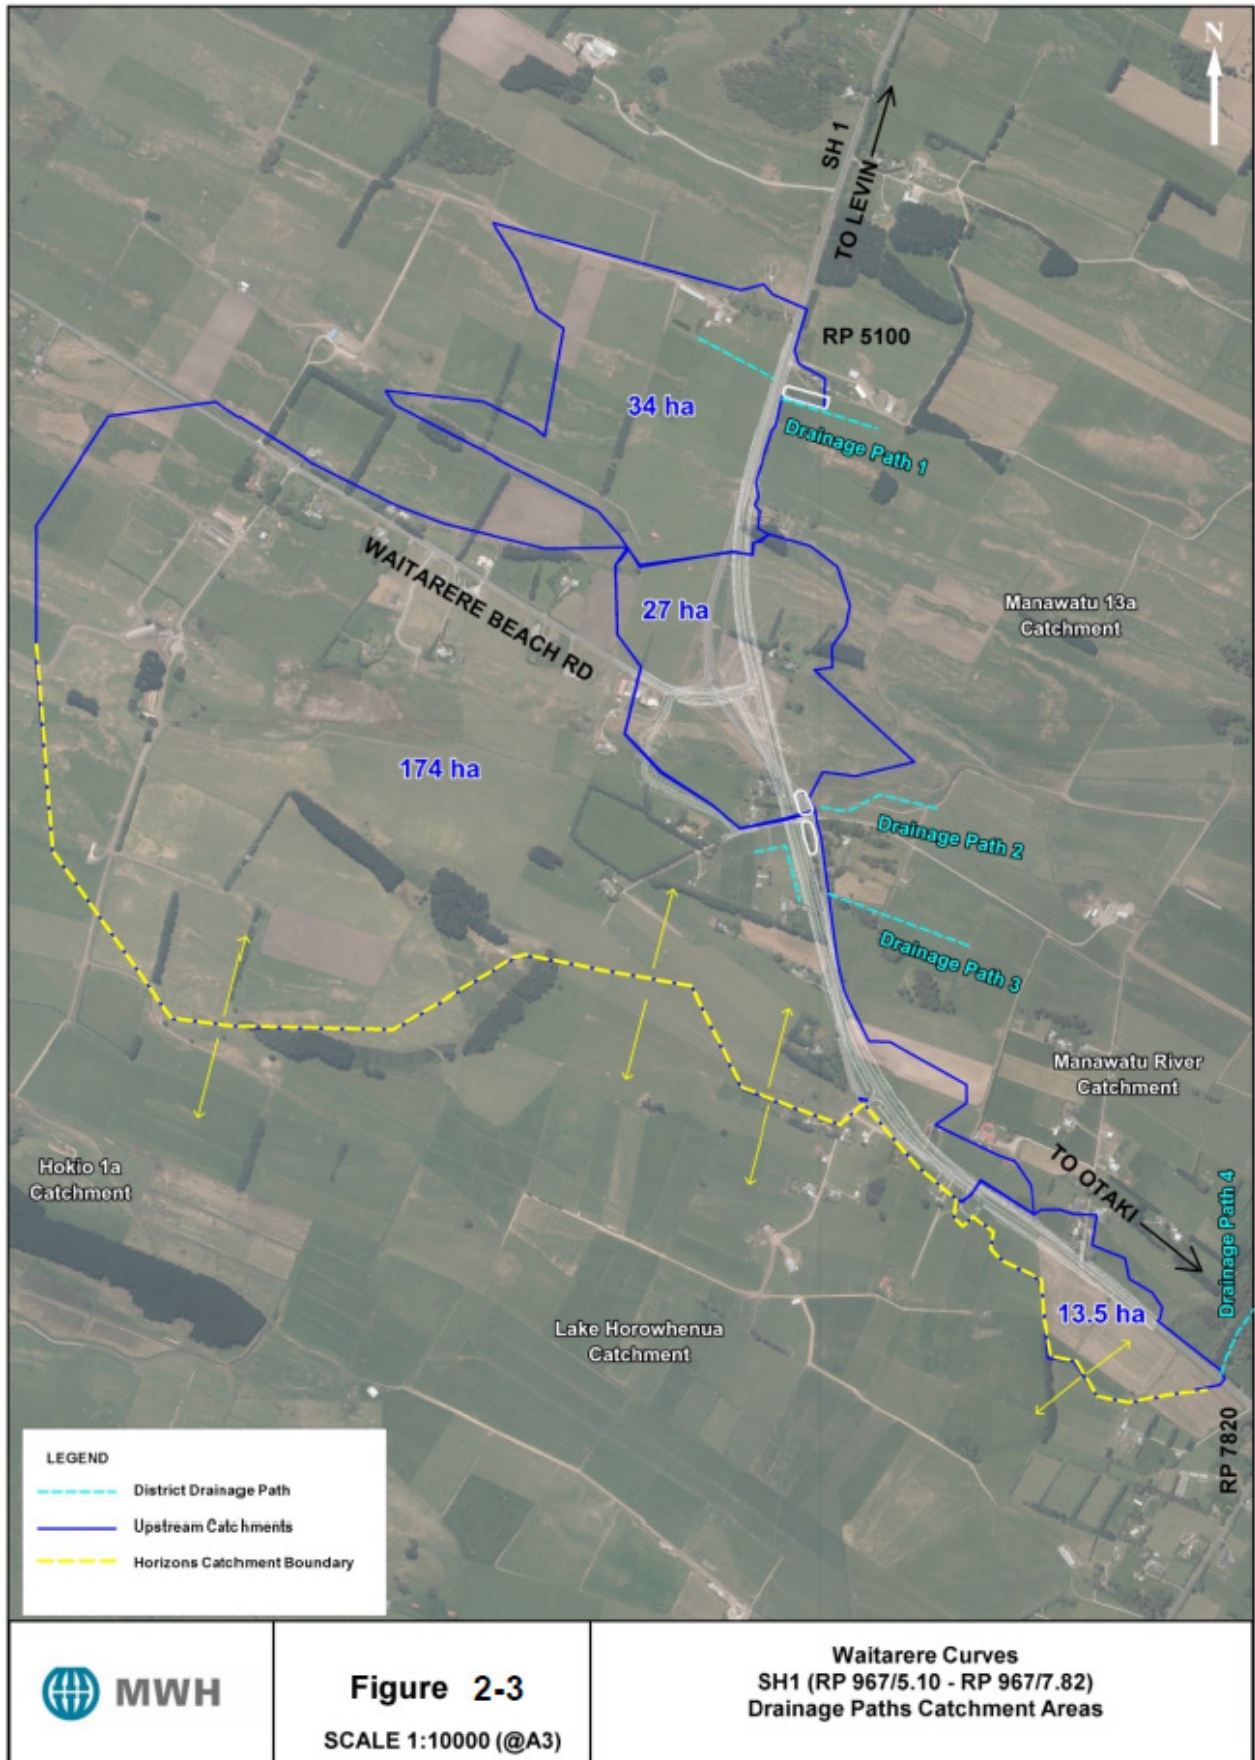 N
SH 1
TO LEVIN
RP 5100
34 ha
Drainage Path 1
WAITARERE BEACH RD
27 ha
Manawatu 13a
Catchment
174 ha
Drainage Path 2
Drainage Path 3
Manawatu River
Catchment
Hokio 1a
Catchment
TO OTAKI
Drainage Path 4
13.5 ha
Lake Horowhenua
Catchment
RP 7820
LEGEND
District Drainage Path
Upstream Catchments
Horizons Catchment Boundary
MWH
Figure 2-3
SCALE 1:10000 (@A3)
Waitarere Curves
SH1 (RP 967/5.10 - RP 967/7.82)
Drainage Paths Catchment Areas